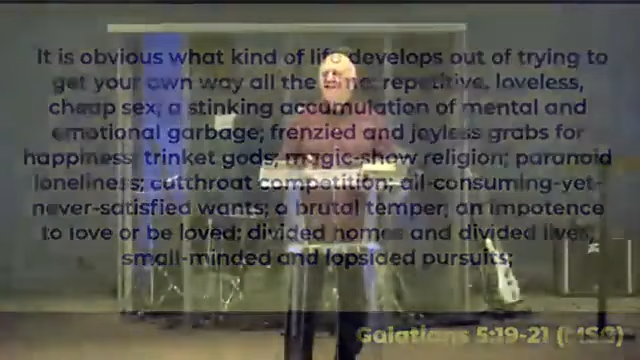 It is obvious what kind of life develops out of trying to
get your own way all the time: repetitive, loveless,
cheap sex; a stinking accumulation of mental and
emotional garbage; frenzied and joyless grabs for
happiness; trinket gods; magic-show religion; paranoid
loneliness; cutthroat competition; all-consuming-yet-
never-satisfied wants; a brutal temper; an impotence
to love or be loved; divided homes and divided lives;
small-minded and lopsided pursuits;
Galatians 5:19-21 (MSG)